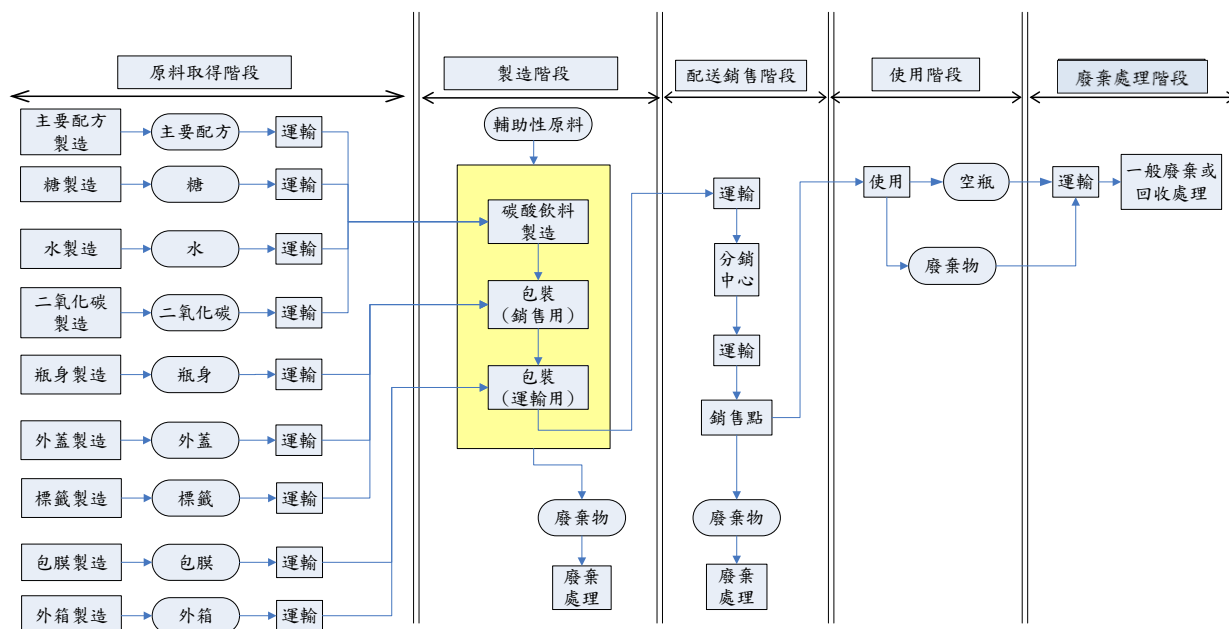 原料取得階段
製造階段
配送銷售階段
使用階段
廢棄處理階段
主要配方
製造
主要配方
運輸
糖製造
糖
運輸
水製造
水
運輸
二氧化碳
製造
二氧化碳
運輸
瓶身製造
瓶身
運輸
外蓋製造
外蓋
運輸
標籤製造
標籤
運輸
包膜製造
包膜
運輸
外箱製造
外箱
運輸
輔助性原料
碳酸飲料
製造
包裝
(銷售用)
包裝
(運輸用)
廢棄物
廢棄
處理
運輸
分銷
中心
運輸
銷售點
廢棄物
廢棄
處理
使用
空瓶
廢棄物
運輸
一般廢棄或
回收處理